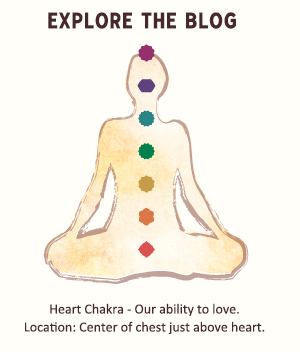 EXPLORE THE BLOG
Heart Chakra - Our ability to love.
Location: Center of chest just above heart.